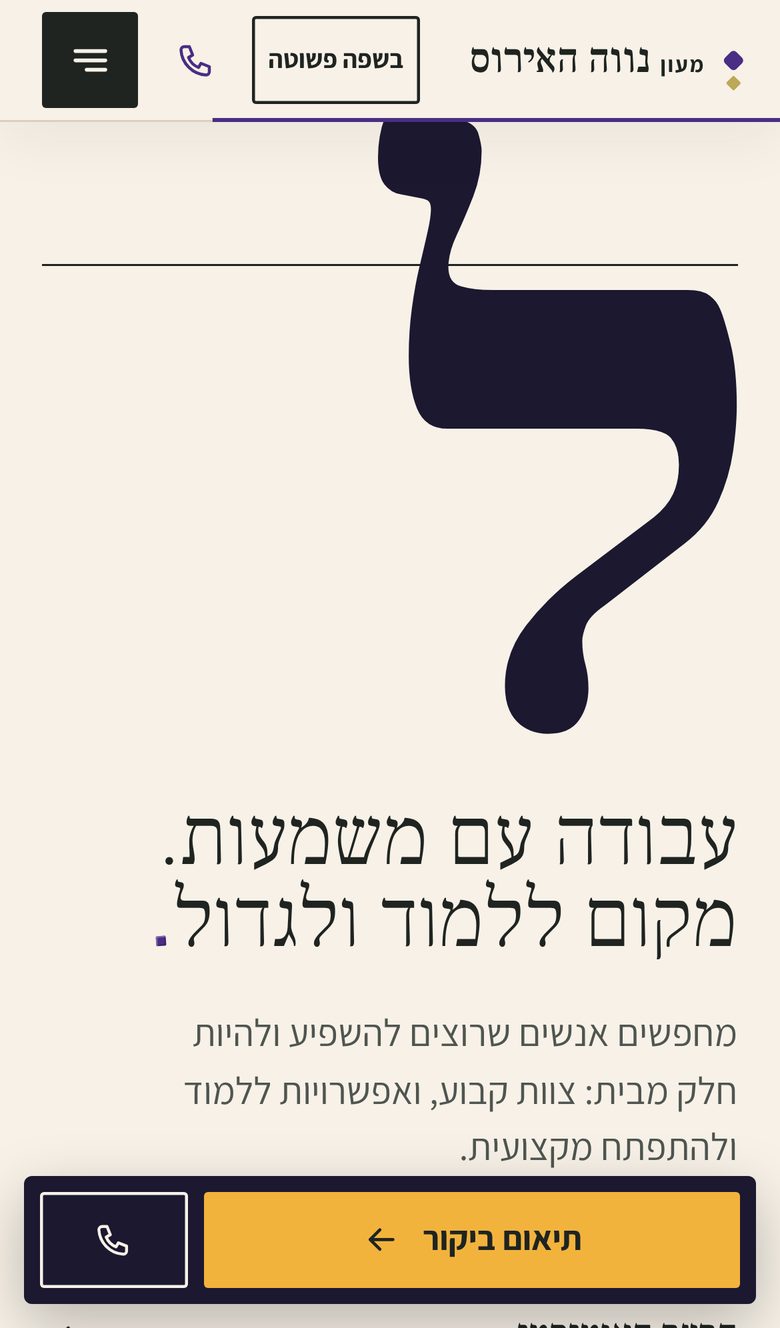 מעון נווה האירוס
בשפה פשוטה
ל
עבודה עם משמעות.
מקום ללמוד ולגדול.
מחפשים אנשים שרוצים להשפיע ולהיות
חלק מבית: צוות קבוע, ואפשרויות ללמוד
ולהתפתח מקצועית.
תיאום ביקור